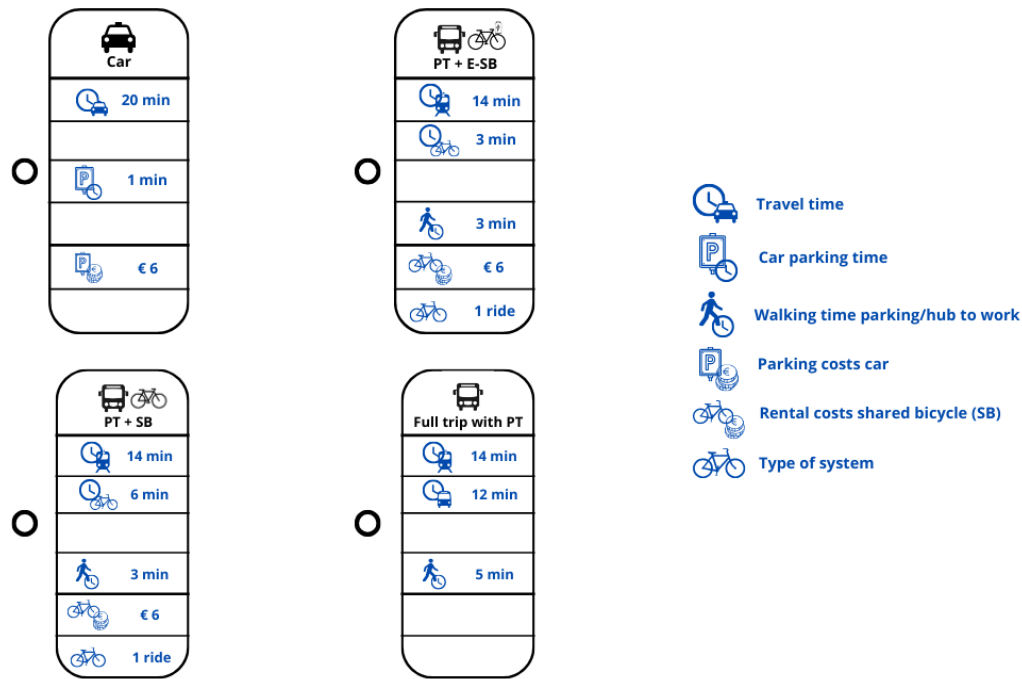 Car
20 min
1 min
€ 6
PT + E-SB
14 min
3 min
3 min
€ 6
1 ride
PT + SB
14 min
6 min
3 min
€ 6
1 ride
Full trip with PT
14 min
12 min
5 min
Travel time
Car parking time
Walking time parking/hub to work
Parking costs car
Rental costs shared bicycle (SB)
Type of system